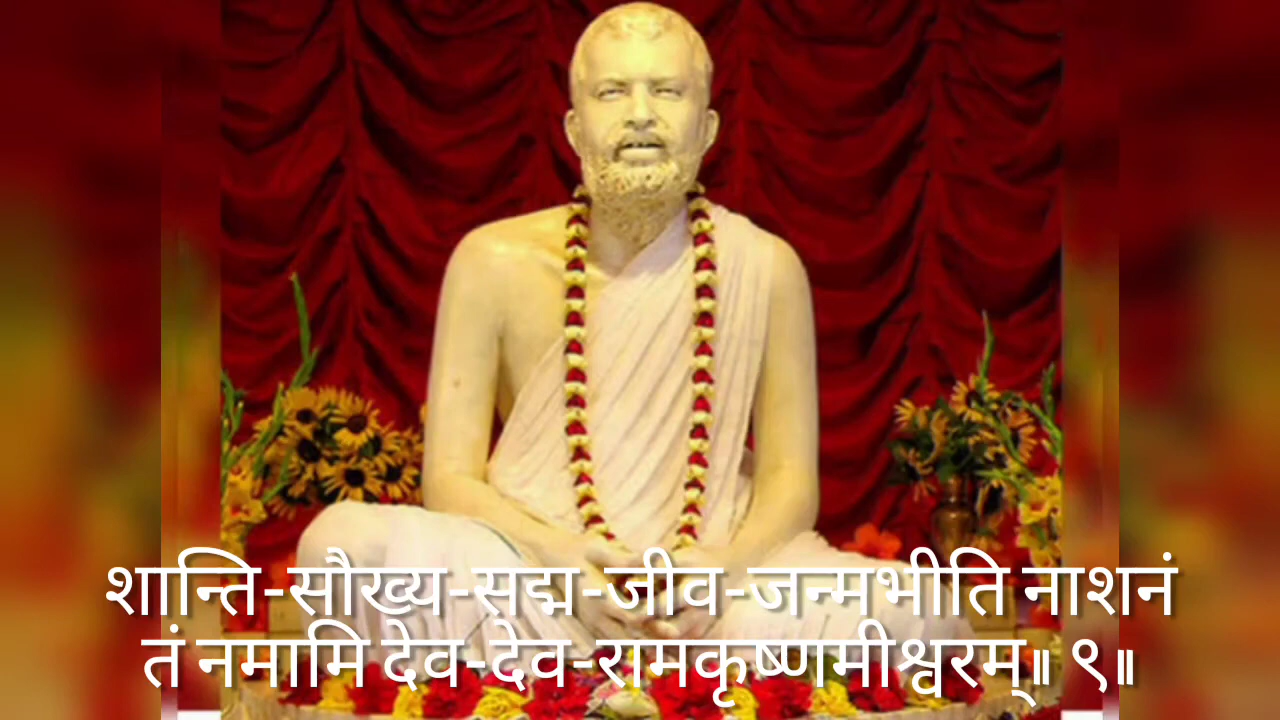 शान्ति-सौख्य-सद्म-जीव-जन्मभीति नाशनं
तं नमामि देव-देव-रामकृष्णमीश्वरम्॥ ९॥